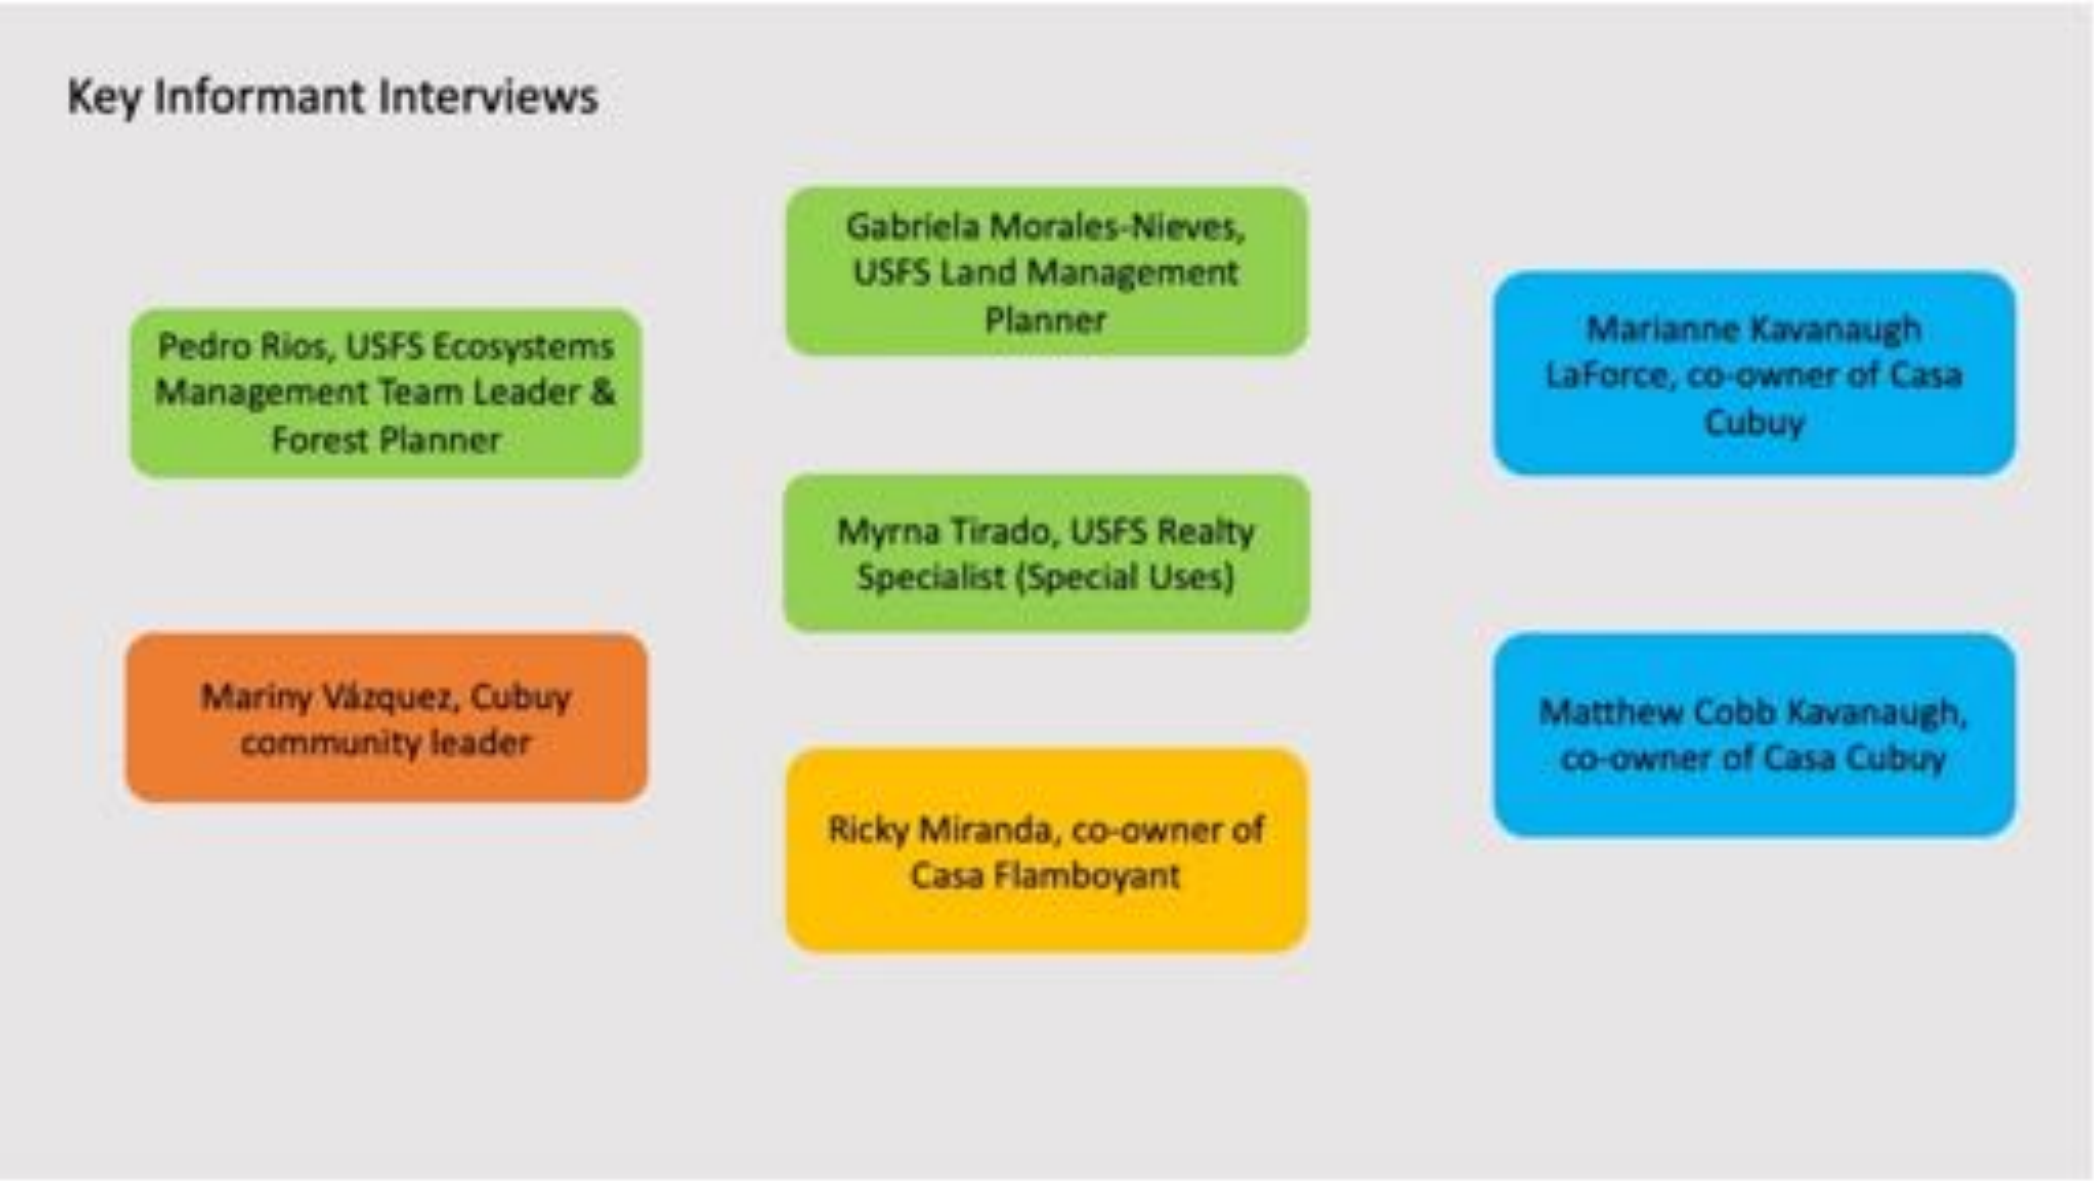 Key Informant Interviews
Gabriela Morales-Nieves,
USFS Land Management
Planner
Pedro Rios, USFS Ecosystems
Management Team Leader &
Forest Planner
Marianne Kavanaugh
LaForce, co-owner of Casa
Cubuy
Myrna Tirado, USFS Realty
Specialist (Special Uses)
Mariny Vázquez, Cubuy
community leader
Matthew Cobb Kavanaugh,
co-owner of Casa Cubuy
Ricky Miranda, co-owner of
Casa Flamboyant